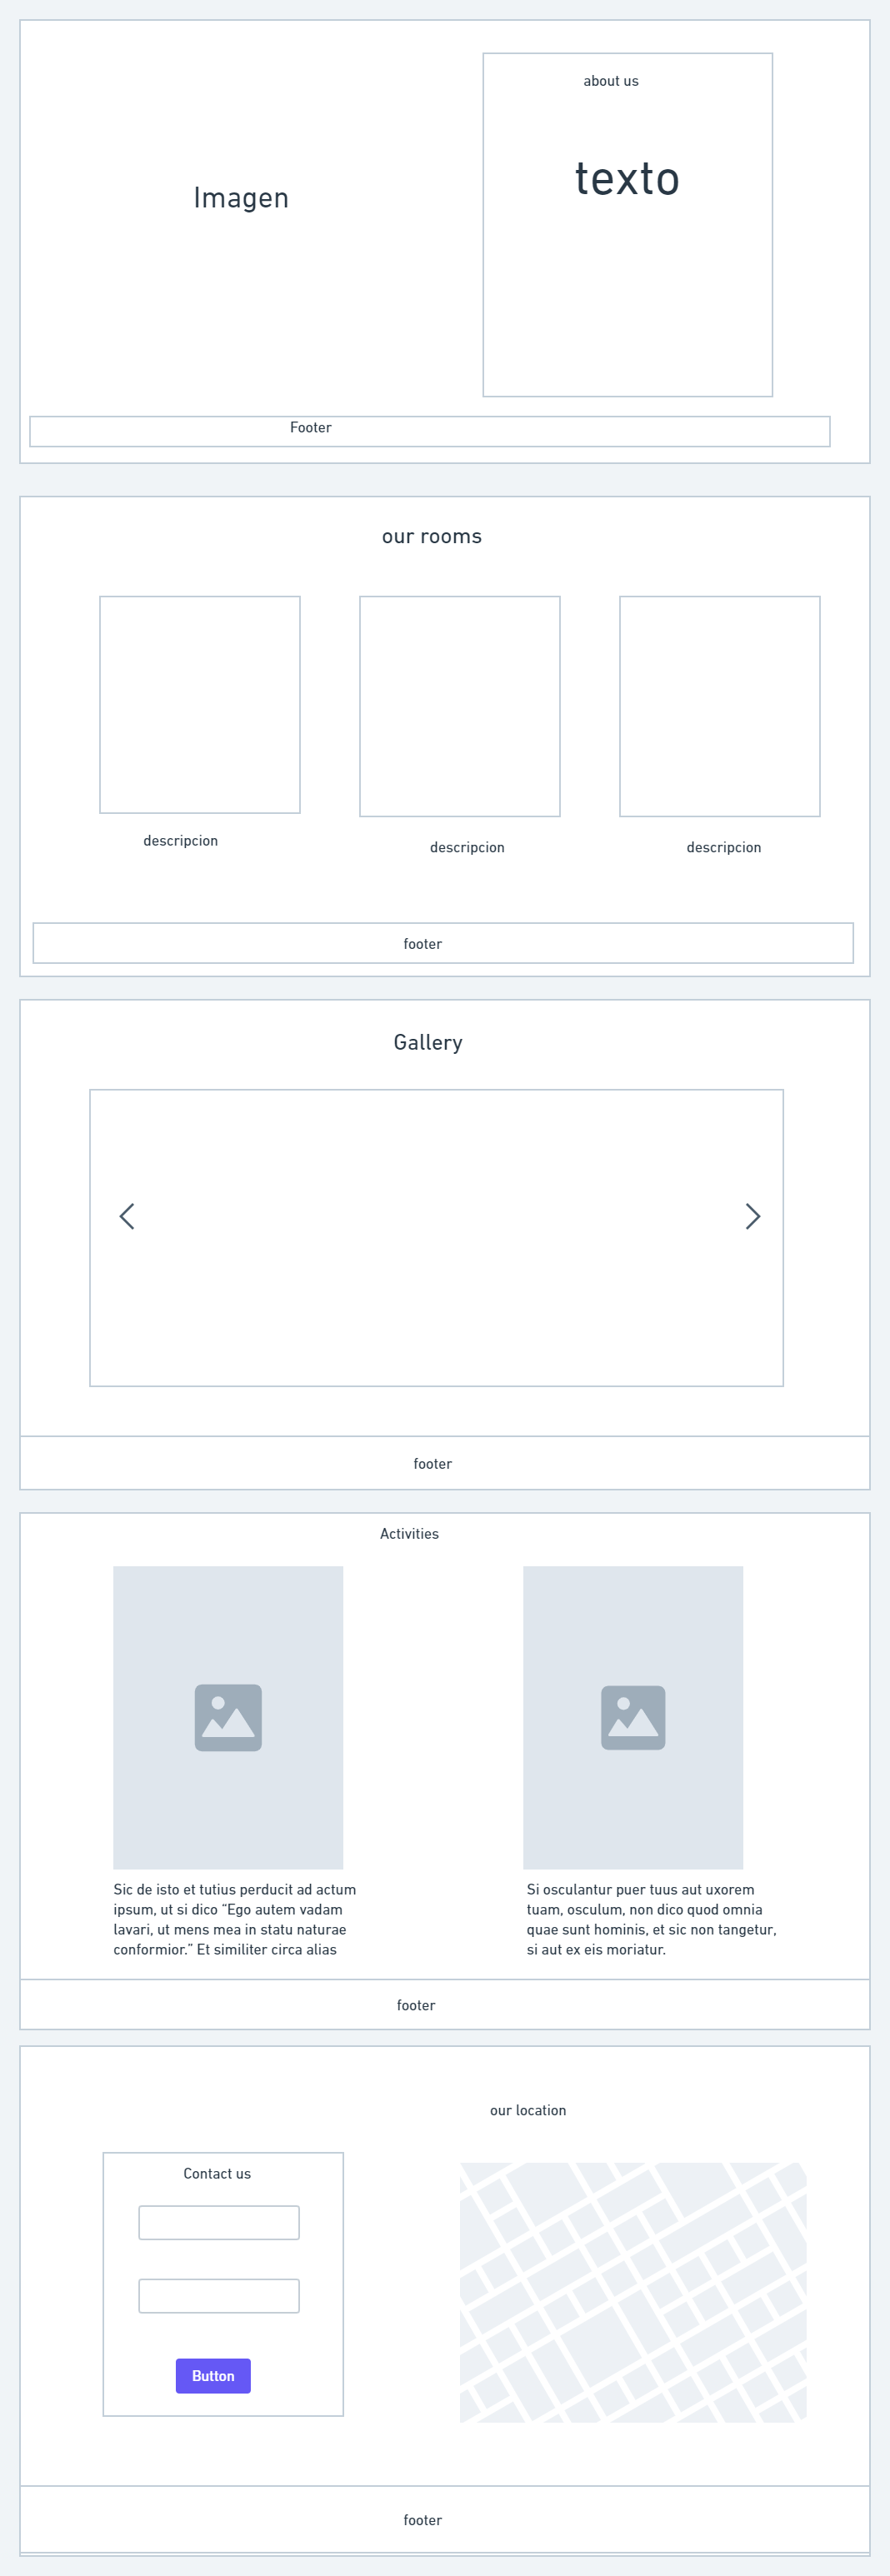 about us
Imagen
texto
Footer
our rooms
descripcion
descripcion
descripcion
footer
Gallery
footer
Activities
Sic de isto et tutius perducit ad actum
ipsum, ut si dico “Ego autem vadam
lavari, ut mens mea in statu naturae
conformior.” Et similiter circa alias
Si osculantur puer tuus aut uxorem
tuam, osculum, non dico quod omnia
quae sunt hominis, et sic non tangetur,
si aut ex eis moriatur.
footer
our location
Contact us
Button
footer